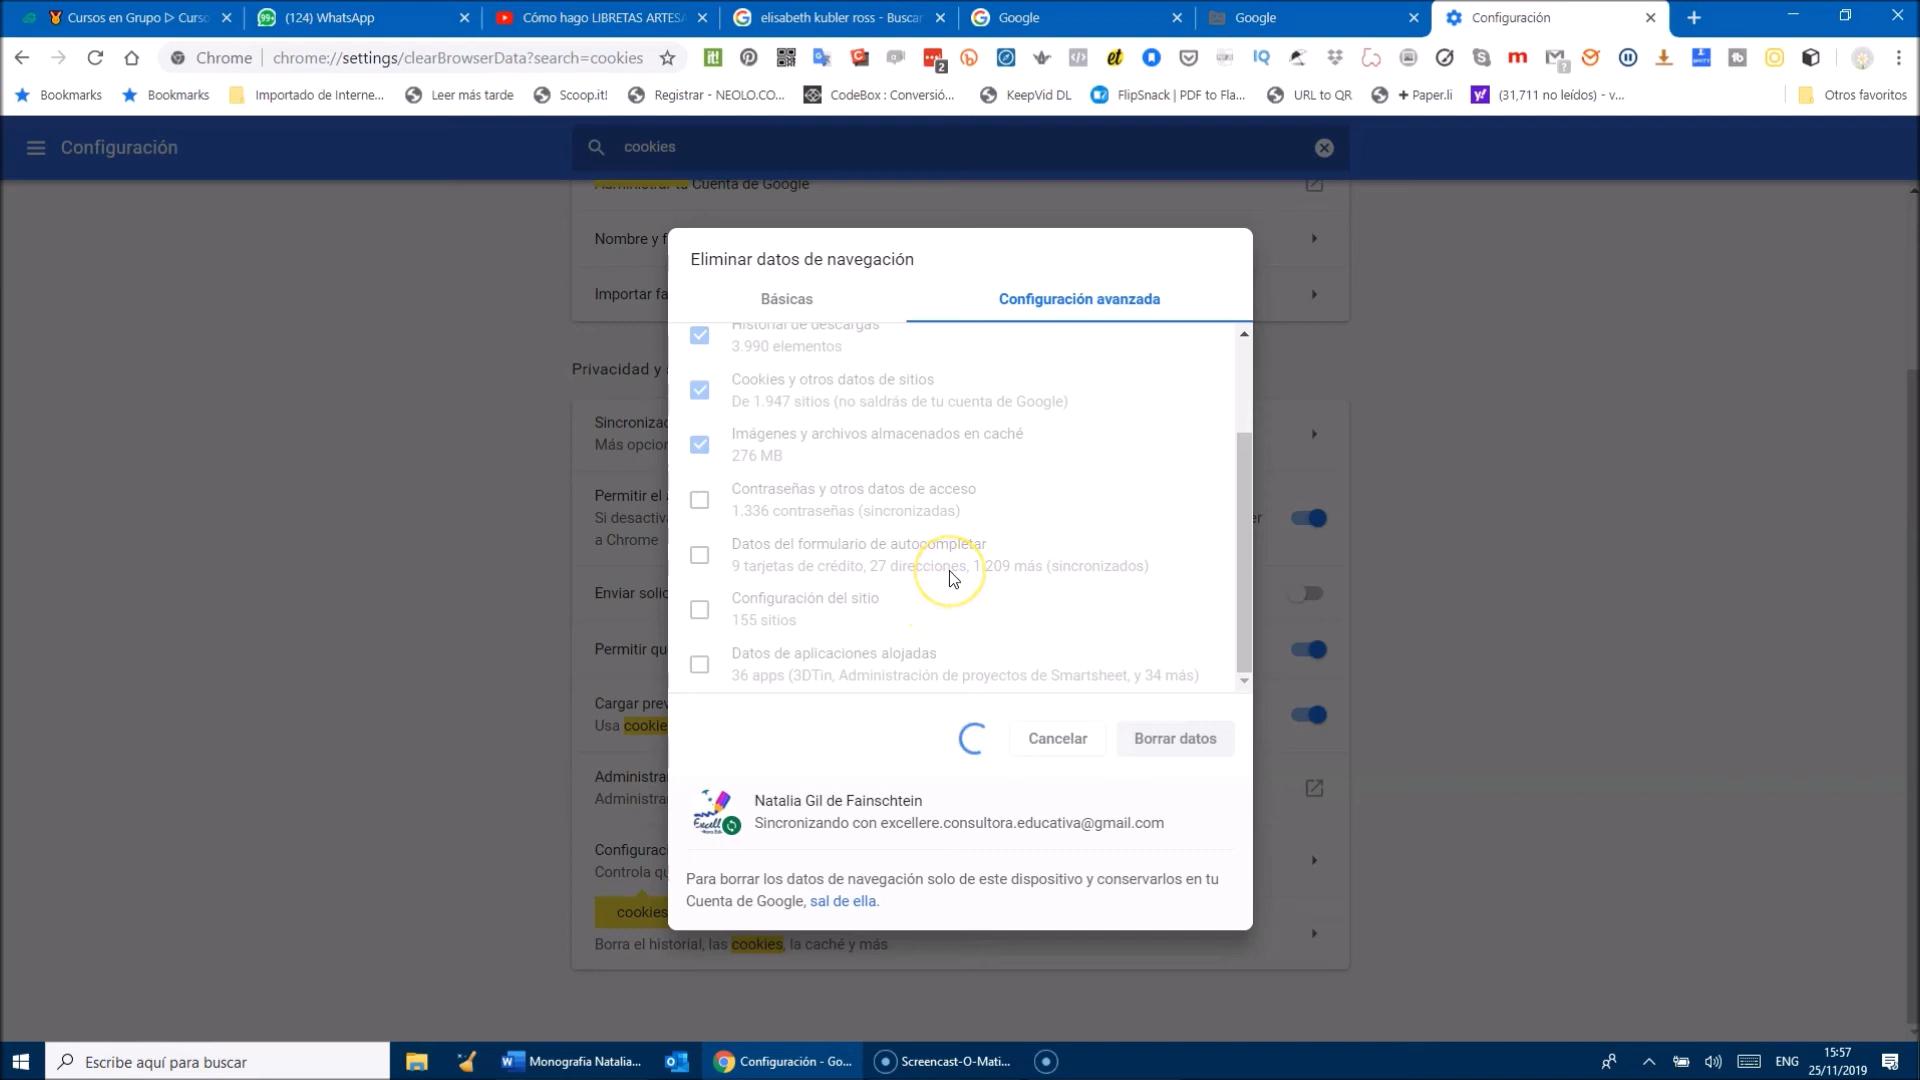 Cursos en Grupo ▷ Curso
(124) WhatsApp
Cómo hago LIBRETAS ARTESA
elisabeth kubler ross - Buscar
Google
Google
Configuración
Chrome
chrome://settings/clearBrowserData?search=cookies
Bookmarks
Bookmarks
Importado de Interne...
Leer más tarde
Scoop.it!
Registrar - NEOLO.CO...
CodeBox : Conversió...
KeepVid DL
FlipSnack | PDF to Fla...
URL to QR
+ Paper.li
(31,711 no leídos) - v...
Otros favoritos
Configuración
cookies
Administrar tu Cuenta de Google
Nombre y f
Importar fa
Privacidad y s
Sincronizac
Más opcion
Permitir el a
Si desactiva
er
a Chrome
Enviar solic
Permitir qu
Cargar prev
Usa cookie
Administrar
Administra
Configurac
Controla qu
cookies
Borra el historial, las cookies, la caché y más
Eliminar datos de navegación
Básicas
Configuración avanzada
Historial de descargas
3.990 elementos
Cookies y otros datos de sitios
De 1.947 sitios (no saldrás de tu cuenta de Google)
Imágenes y archivos almacenados en caché
276 MB
Contraseñas y otros datos de acceso
1.336 contraseñas (sincronizadas)
Datos del formulario de autocompletar
9 tarjetas de crédito, 27 direcciones, 1.209 más (sincronizados)
Configuración del sitio
155 sitios
Datos de aplicaciones alojadas
36 apps (3DTin, Administración de proyectos de Smartsheet, y 34 más)
Cancelar
Borrar datos
Natalia Gil de Fainschtein
Sincronizando con excellere.consultora.educativa@gmail.com
Para borrar los datos de navegación solo de este dispositivo y conservarlos en tu
Cuenta de Google, sal de ella.
Escribe aquí para buscar
Monografia Natalia...
Configuración - Go...
Screencast-O-Mati...
ENG
15:57
25/11/2019